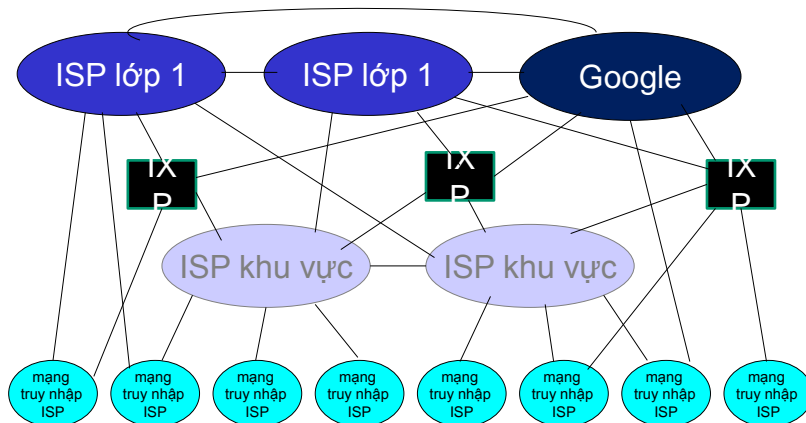 ISP lớp 1
ISP lớp 1
Google
IX
P
IX
P
IX
P
ISP khu vực
ISP khu vực
mạng
truy nhập
ISP
mạng
truy nhập
ISP
mạng
truy nhập
ISP
mạng
truy nhập
ISP
mạng
truy nhập
ISP
mạng
truy nhập
ISP
mạng
truy nhập
ISP
mạng
truy nhập
ISP